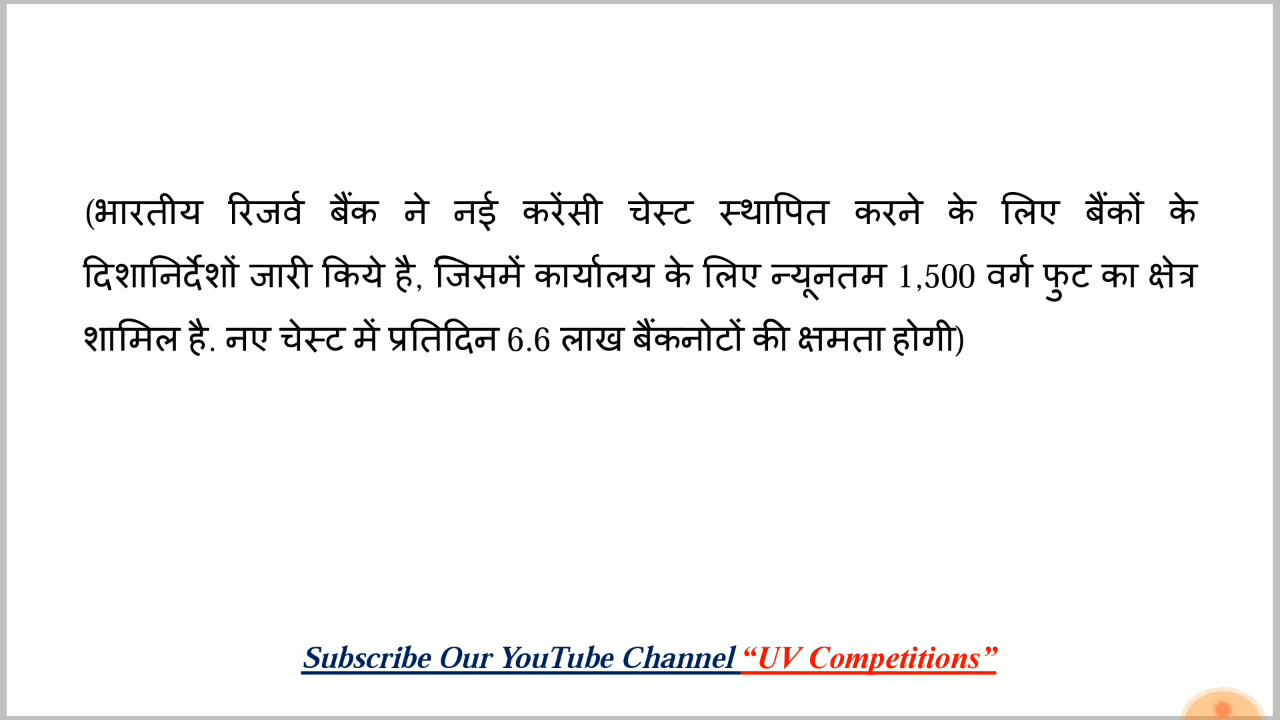 (भारतीय रिजर्व बैंक ने नई करेंसी चेस्ट स्थापित करने के लिए बैंकों के
दिशानिर्देशों जारी किये है, जिसमें कार्यालय के लिए न्यूनतम 1,500 वर्ग फुट का क्षेत्र
शामिल है. नए चेस्ट में प्रतिदिन 6.6 लाख बैंकनोटों की क्षमता होगी)
Subscribe Our YouTube Channel “UV Competitions”